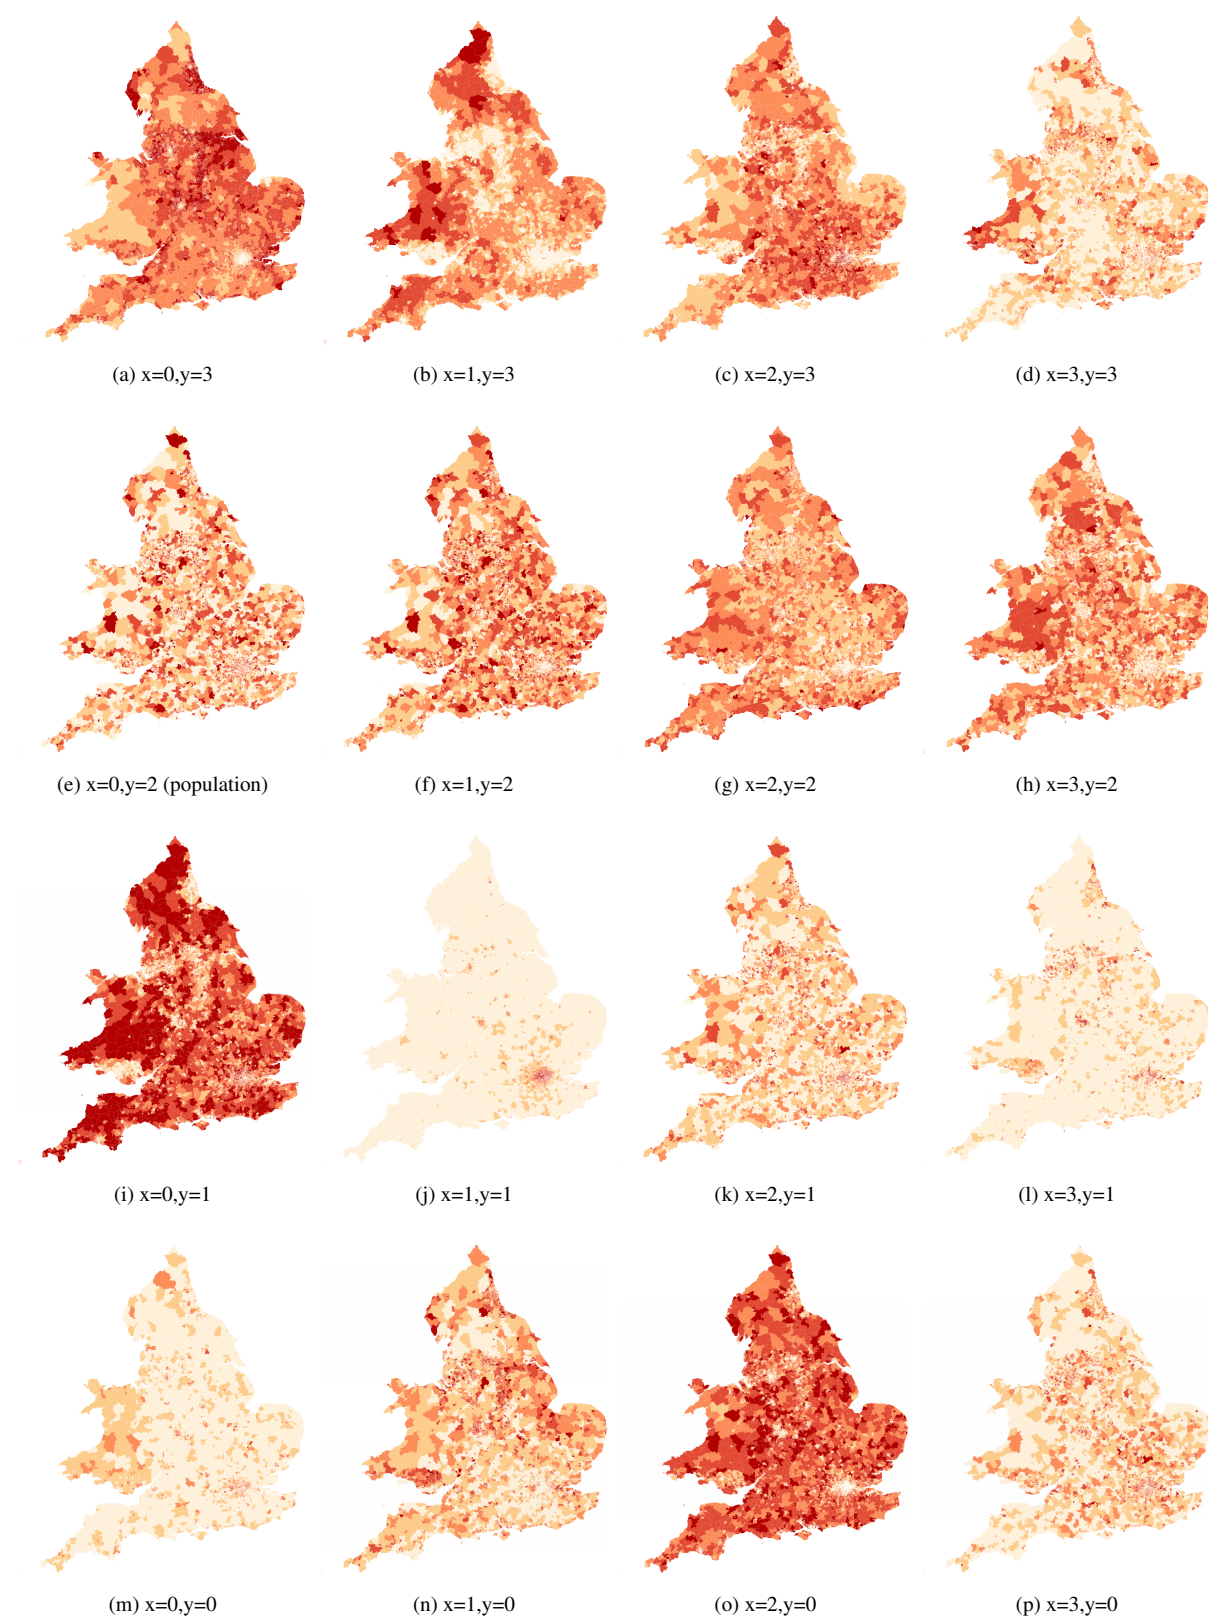 (a) x=0,y=3
(b) x=1,y=3
(c) x=2,y=3
(d) x=3,y=3
(e) x=0,y=2 (population)
(f) x=1,y=2
(g) x=2,y=2
(h) x=3,y=2
(i) x=0,y=1
(j) x=1,y=1
(k) x=2,y=1
(l) x=3,y=1
(m) x=0,y=0
(n) x=1,y=0
(o) x=2,y=0
(p) x=3,y=0